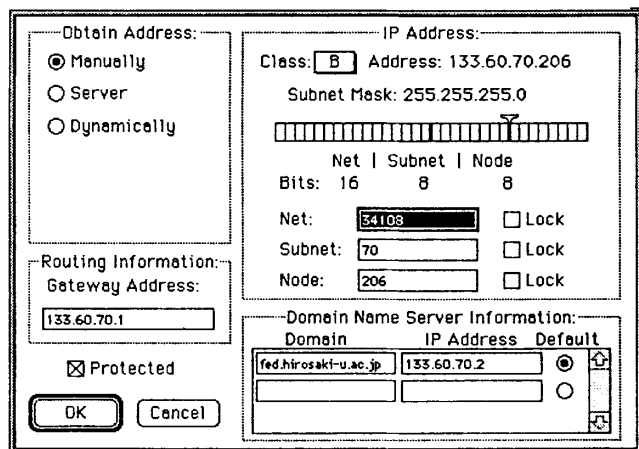 Obtain Address:
Manually
Server
Dynamically
Routing Information:
Gateway Address:
133.60.70.1
Protected
OK
Cancel
IP Address:
Class: B Address: 133.60.70.206
Subnet Mask: 255.255.255.0
Net | Subnet | Node
Bits: 16 8 8
Net: 34108 Lock
Subnet: 70 Lock
Node: 206 Lock
Domain Name Server Information:
Domain IP Address Default
fed.hirosaki-u.ac.jp 133.60.70.2